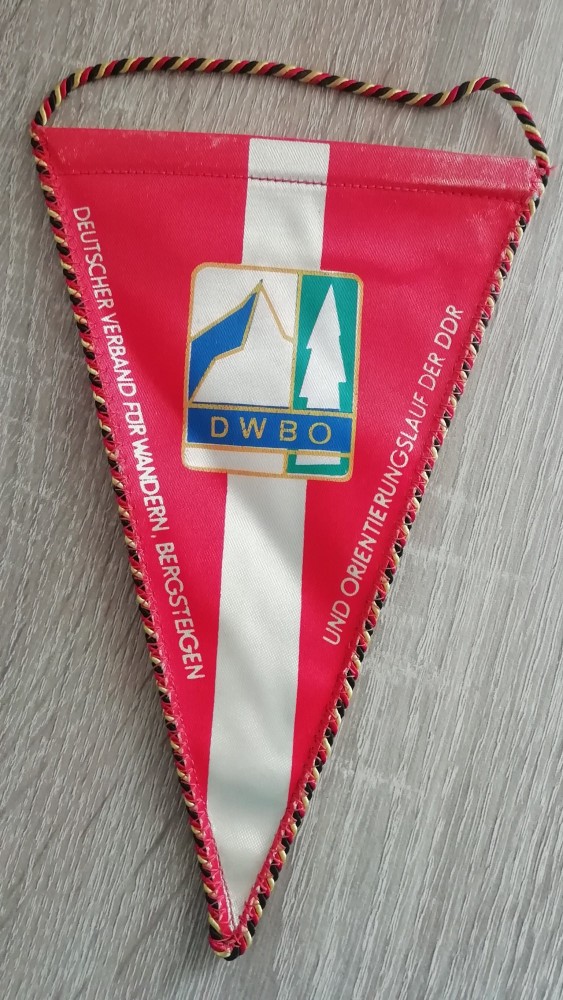 DEUTSCHER VERBAND FÜR WANDERN, BERGSTEIGEN
UND ORIENTIERUNGSLAUF DER DDR
DWBO